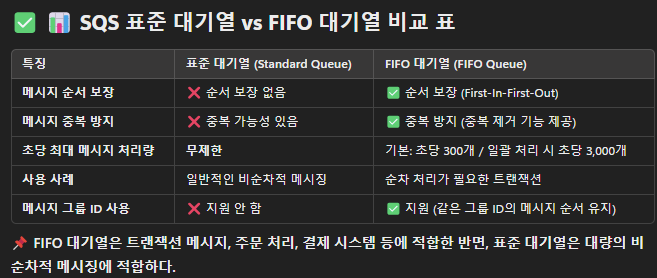 ✅ 📊 SQS 표준 대기열 vs FIFO 대기열 비교 표
특징 표준 대기열 (Standard Queue) FIFO 대기열 (FIFO Queue)
메시지 순서 보장 ❌ 순서 보장 없음 ✅ 순서 보장 (First-In-First-Out)
메시지 중복 방지 ❌ 중복 가능성 있음 ✅ 중복 방지 (중복 제거 기능 제공)
초당 최대 메시지 처리량 무제한 기본: 초당 300개 / 일괄 처리 시 초당 3,000개
사용 사례 일반적인 비순차적 메시징 순차 처리가 필요한 트랜잭션
메시지 그룹 ID 사용 ❌ 지원 안 함 ✅ 지원 (같은 그룹 ID의 메시지 순서 유지)
📌 FIFO 대기열은 트랜잭션 메시지, 주문 처리, 결제 시스템 등에 적합한 반면, 표준 대기열은 대량의 비
순차적 메시징에 적합하다.